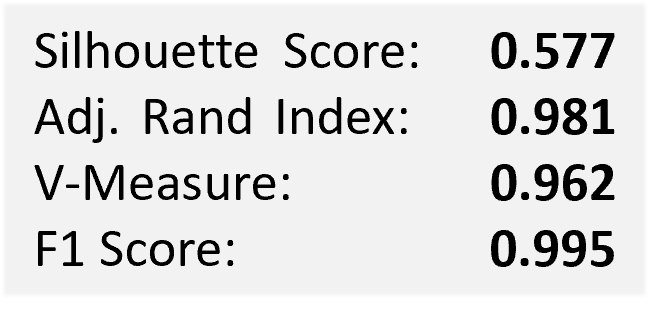 Silhouette Score: 0.577
Adj. Rand Index: 0.981
V-Measure: 0.962
F1 Score: 0.995